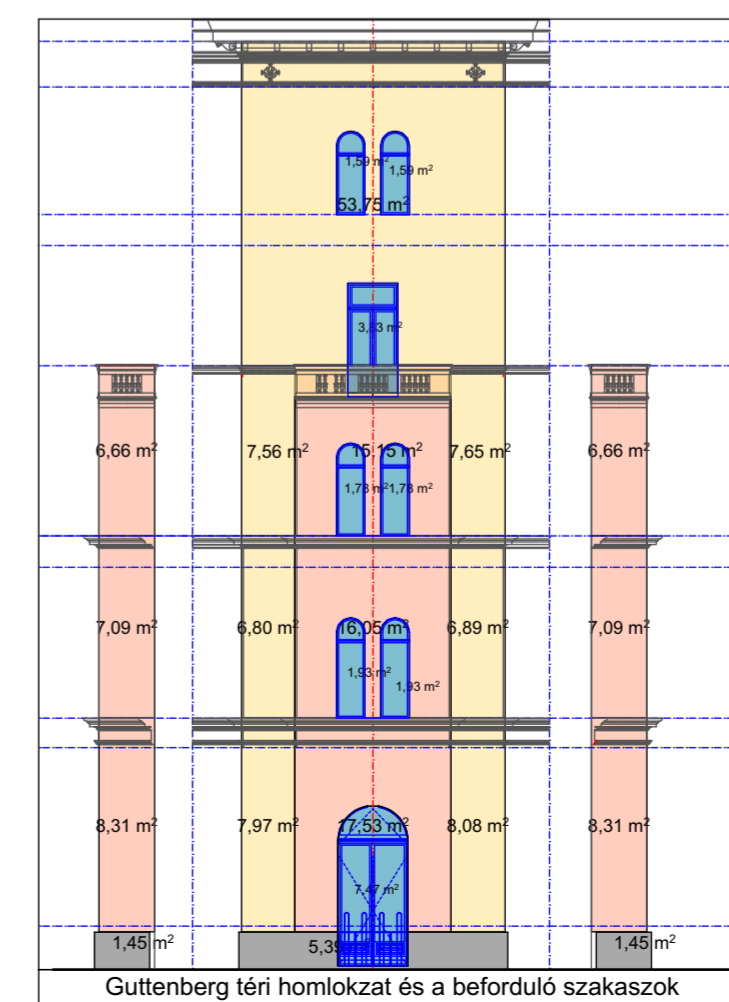 1,59 m²
1,59 m²
53,75 m²
3,83 m²
6,66 m²
7,56 m²
15,15 m²
7,65 m²
6,66 m²
1,78 m²
1,78 m²
7,09 m²
6,80 m²
16,05 m²
6,89 m²
7,09 m²
1,93 m²
1,93 m²
8,31 m²
7,97 m²
17,53 m²
8,08 m²
8,31 m²
7,47 m²
1,45 m²
1,45 m²
Guttenberg téri homlokzat és a beforduló szakaszok